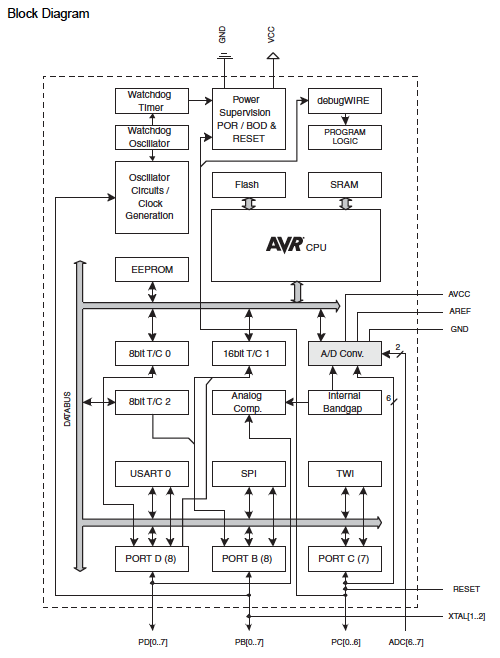 Block Diagram
GND
VCC
Watchdog
Timer
Power
Supervision
POR / BOD &
RESET
debugWIRE
Watchdog
Oscillator
PROGRAM
LOGIC
Oscillator
Circuits /
Clock
Generation
Flash
SRAM
AVR CPU
EEPROM
AVCC
AREF
GND
8bit T/C 0
16bit T/C 1
A/D Conv.
2
DATABUS
8bit T/C 2
Analog
Comp.
Internal
Bandgap
6
USART 0
SPI
TWI
PORT D (8)
PORT B (8)
PORT C (7)
RESET
XTAL[1..2]
PD[0..7]
PB[0..7]
PC[0..6]
ADC[6..7]